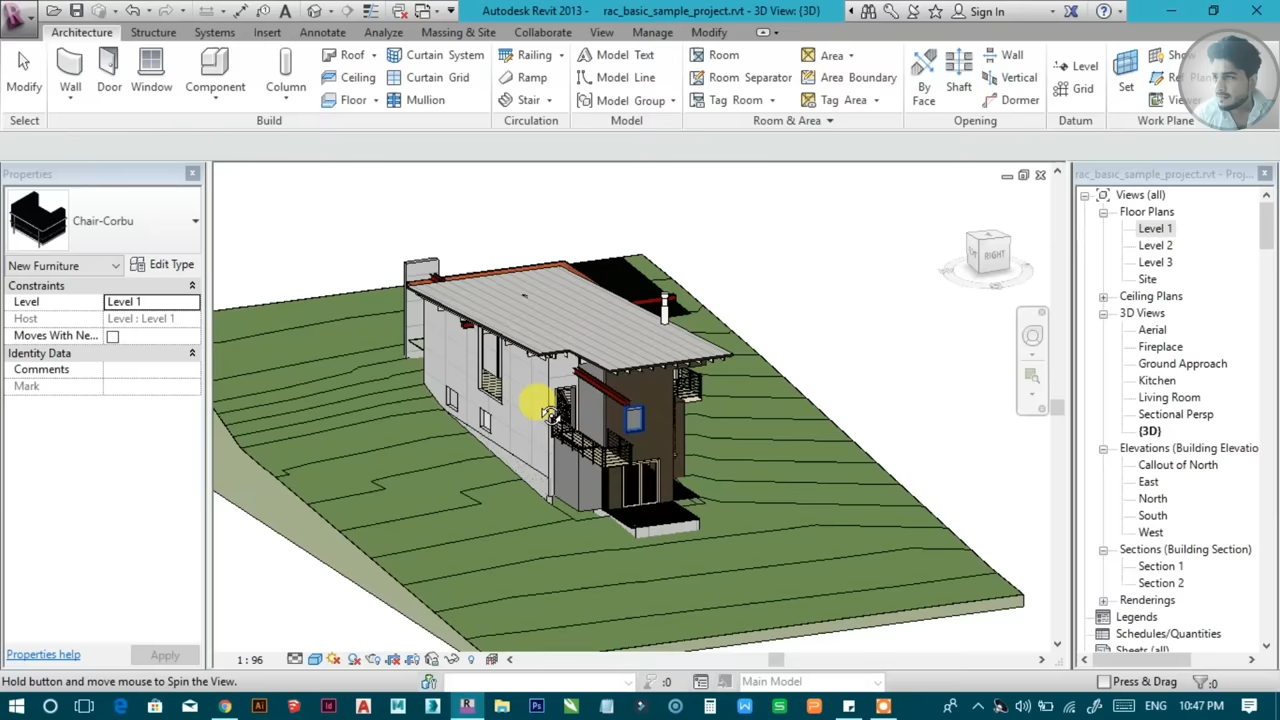 Autodesk Revit 2013 - rac_basic_sample_project.rvt - 3D View: {3D}
Sign In
Architecture Structure Systems Insert Annotate Analyze Massing & Site Collaborate View Manage Modify
Modify Wall Door Window Component Column
Roof Curtain System
Ceiling Curtain Grid
Floor Mullion
Railing
Ramp
Stair
Model Text
Model Line
Model Group
Room Area
Room Separator Area Boundary
Tag Room Tag Area
By Face
Shaft
Wall
Vertical
Dormer
Level
Grid
Set
Show
Ref
Viewer
Select Build Circulation Model Room & Area Opening Datum Work Plane
Properties
Chair-Corbu
New Furniture Edit Type
Constraints
Level Level 1
Host Level : Level 1
Moves With Ne...
Identity Data
Comments
Mark
Properties help Apply
RIGHT
1 : 96
rac_basic_sample_project.rvt - Proj...
Views (all)
Floor Plans
Level 1
Level 2
Level 3
Site
Ceiling Plans
3D Views
Aerial
Fireplace
Ground Approach
Kitchen
Living Room
Sectional Persp
{3D}
Elevations (Building Elevatio
Callout of North
East
North
South
West
Sections (Building Section)
Section 1
Section 2
Renderings
Legends
Schedules/Quantities
Sheets (all)
Hold button and move mouse to Spin the View.
:0
Main Model
Press & Drag
:0
10:47 PM